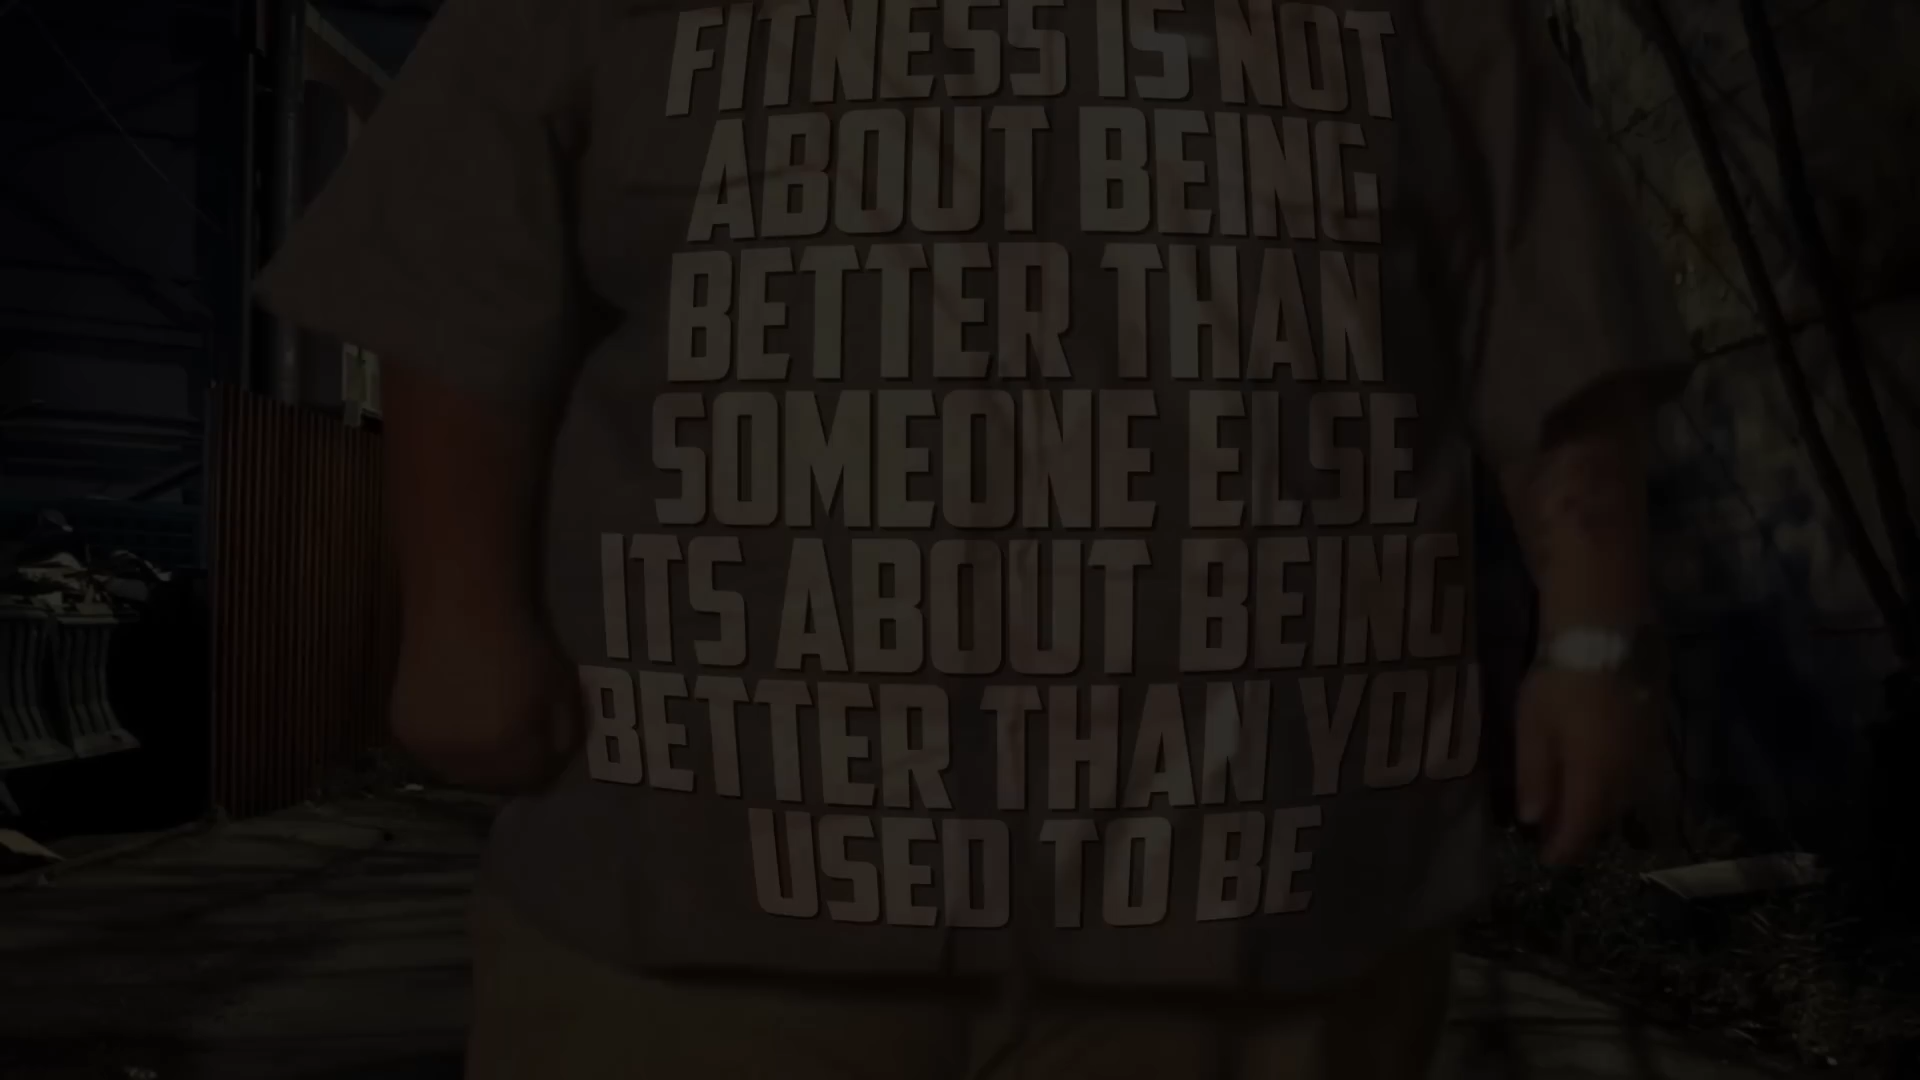 FITNESS IS NOT
ABOUT BEING
BETTER THAN
SOMEONE ELSE
ITS ABOUT BEING
BETTER THAN YOU
USED TO BE